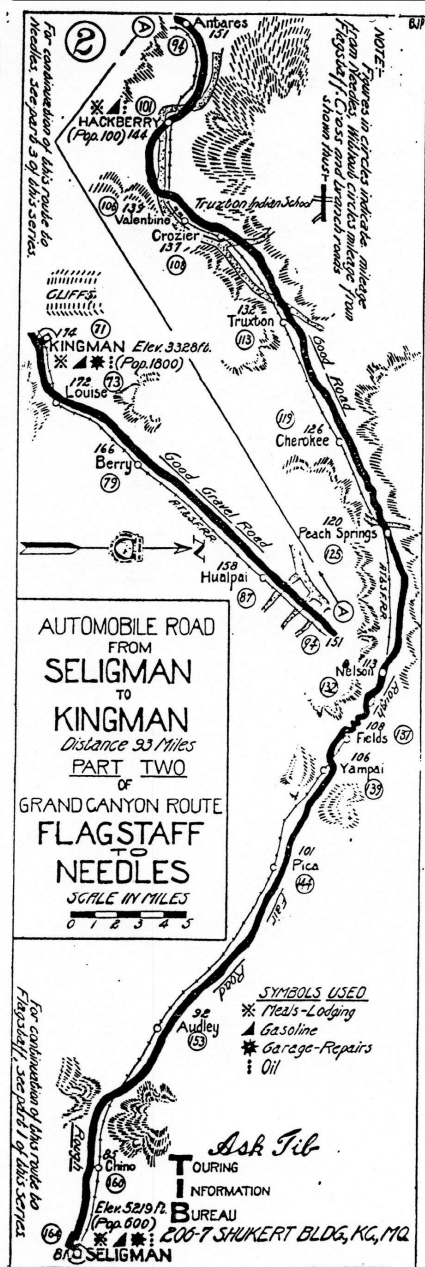 BJP
2
A
Antares
94
151
NOTE:-
Figures in circles indicate mileage
from Needles. Without circles mileage from
Flagstaff. Cross and branch roads
shown thus:-
For continuation of this route to
Needles, see part 3 of this series.
101
HACKBERRY
(Pop. 100) 144
Truxton Indian School
106
139
Valentine
Crozier
137
108
CLIFFS
132
Truxton
113
Good Road
174
71
KINGMAN Elev. 3328 ft.
73 (Pop. 1800)
172
Louise
119
126
Cherokee
166
Berry
79
Good Gravel Road
A.T.&S.F.R.R.
120
Peach Springs
125
A.T.&S.F.R.R.
N
158
Hualpai
87
A
94
151
AUTOMOBILE ROAD
FROM
SELIGMAN
TO
KINGMAN
Distance 93 Miles
PART TWO
OF
GRAND CANYON ROUTE
FLAGSTAFF
TO
NEEDLES
SCALE IN MILES
0 1 2 3 4 5
113
Nelson
132
Rough
108
Fields
137
106
Yampai
139
101
Pica
144
Fair
Road
SYMBOLS USED
Meals-Lodging
Gasoline
Garage-Repairs
Oil
92
Audley
153
For continuation of this route to
Flagstaff, see part 1 of this series
Rough
85
Chino
160
Elev. 5219 ft.
(Pop. 600)
164
81
SELIGMAN
Ask Tib
TOURING
INFORMATION
BUREAU
206-7 SHUKERT BLDG, KC, MO